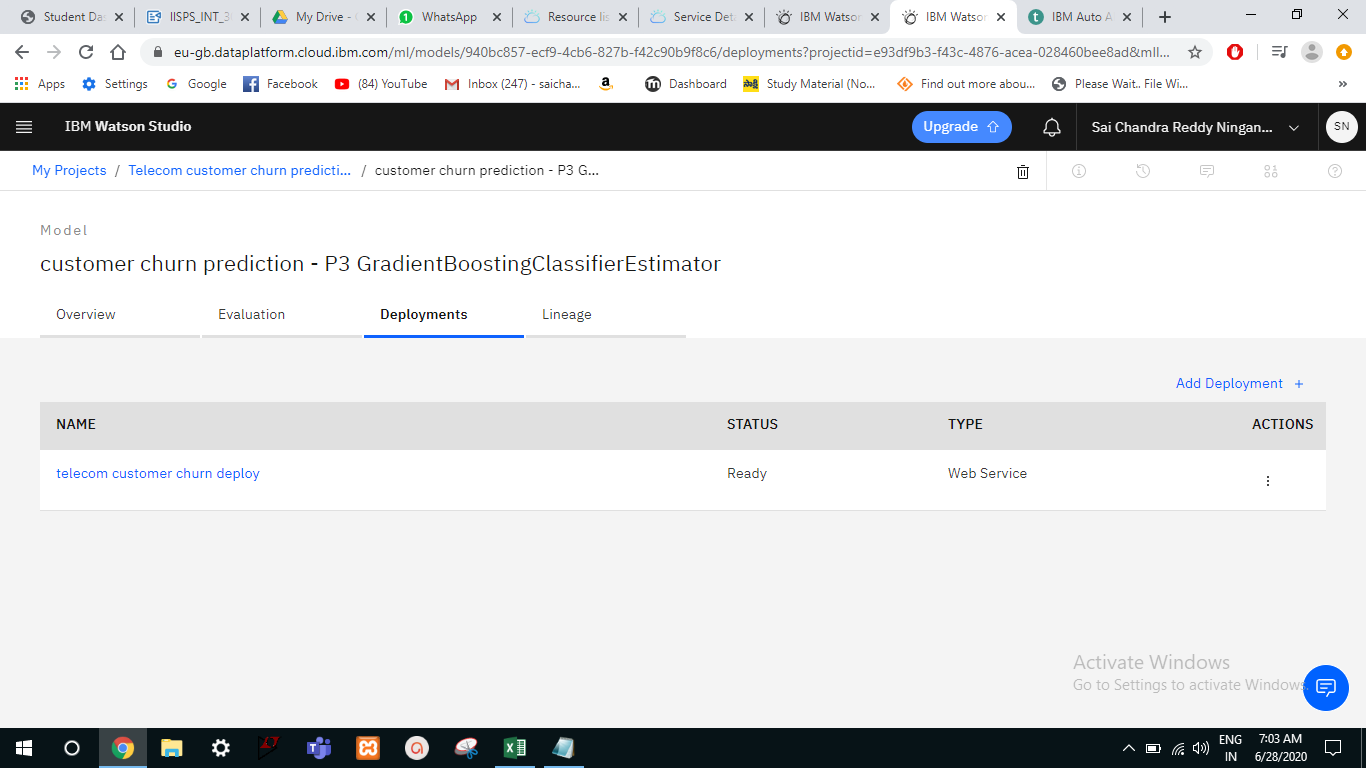 Student Da
IISPS_INT_3
My Drive -
WhatsApp
Resource lis
Service Det
IBM Watson
IBM Watson
IBM Auto A
eu-gb.dataplatform.cloud.ibm.com/ml/models/940bc857-ecf9-4cb6-827b-f42c90b9f8c6/deployments?projectid=e93df9b3-f43c-4876-acea-028460bee8ad&mll...
Apps
Settings
Google
Facebook
(84) YouTube
Inbox (247) - saicha...
Dashboard
Study Material (No...
Find out more abou...
Please Wait.. File Wi...
»
IBM Watson Studio
Upgrade
Sai Chandra Reddy Ningan...
SN
My Projects / Telecom customer churn predicti... / customer churn prediction - P3 G...
Model
customer churn prediction - P3 GradientBoostingClassifierEstimator
Overview
Evaluation
Deployments
Lineage
Add Deployment +
NAME STATUS TYPE ACTIONS
telecom customer churn deploy Ready Web Service
Activate Windows
Go to Settings to activate Windows.
ENG
IN
7:03 AM
6/28/2020